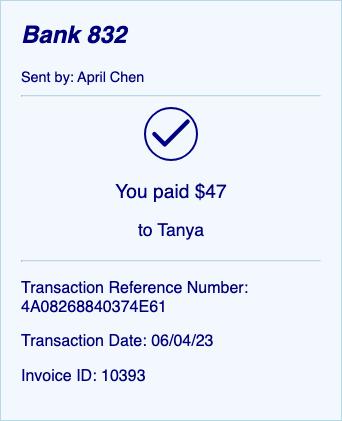 Bank 832
Sent by: April Chen
You paid $47
to Tanya
Transaction Reference Number:
4A08268840374E61
Transaction Date: 06/04/23
Invoice ID: 10393